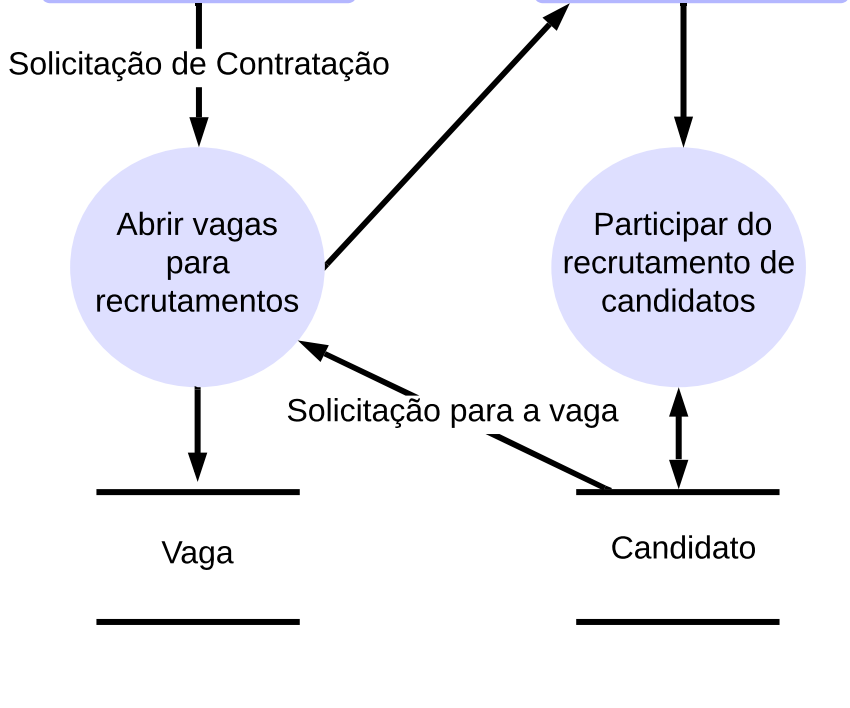 Solicitação de Contratação
Abrir vagas
para
recrutamentos
Participar do
recrutamento de
candidatos
Solicitação para a vaga
Vaga
Candidato